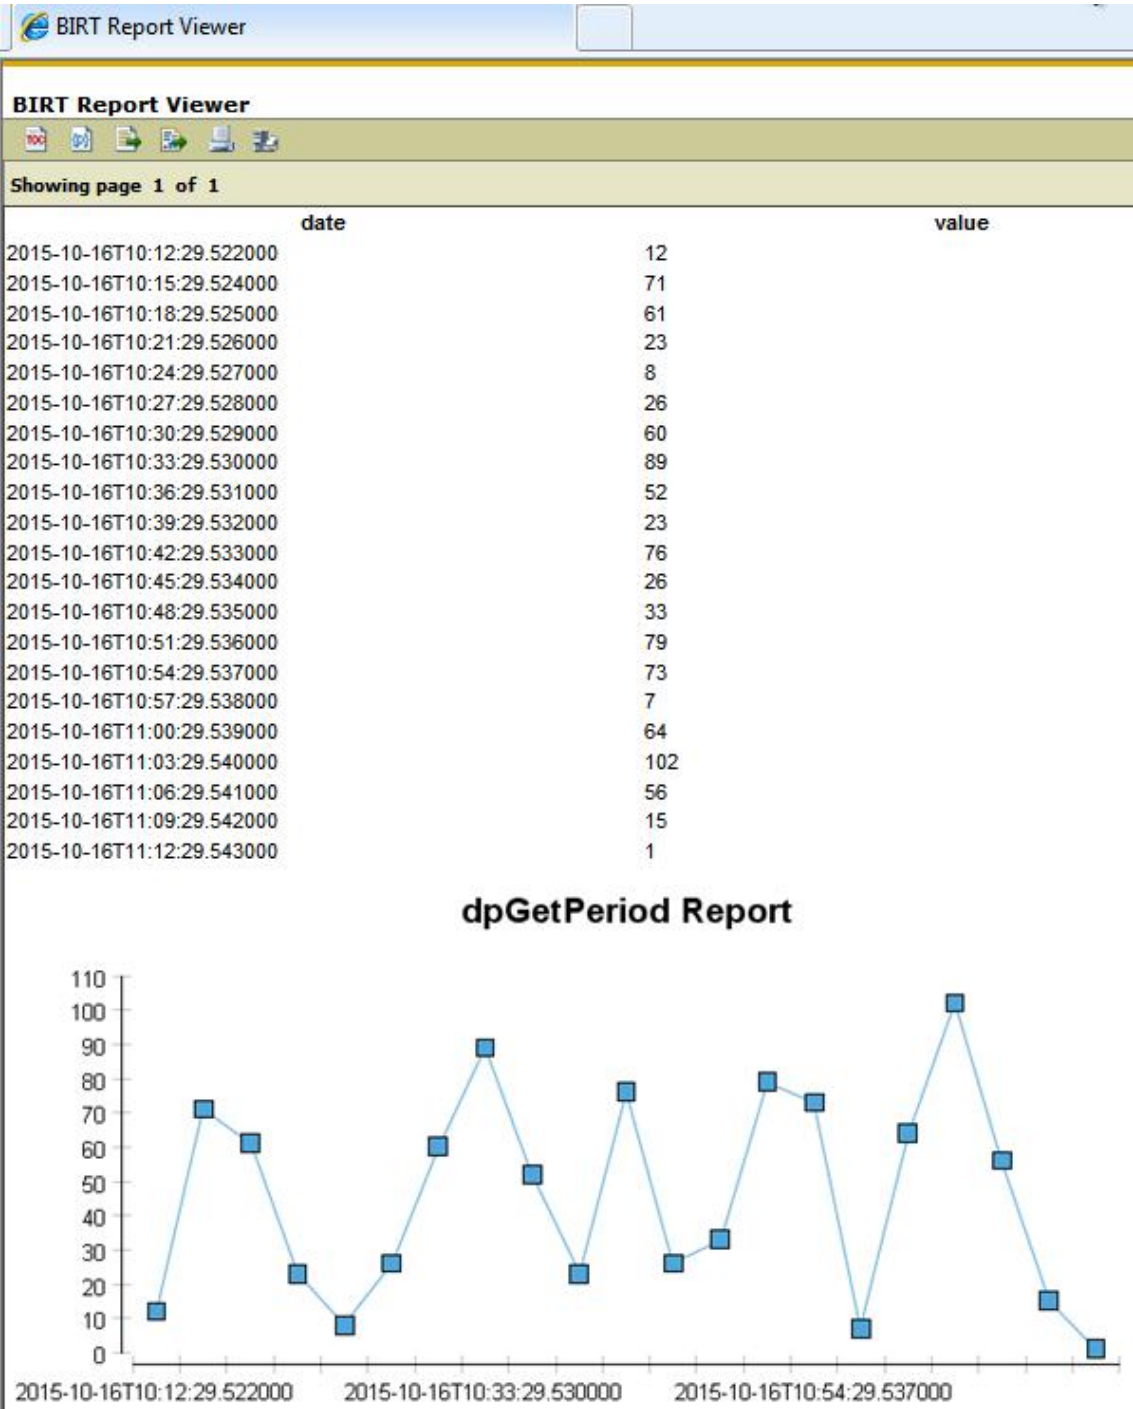 BIRT Report Viewer
BIRT Report Viewer
TOC
Showing page 1 of 1
date value
2015-10-16T10:12:29.522000 12
2015-10-16T10:15:29.524000 71
2015-10-16T10:18:29.525000 61
2015-10-16T10:21:29.526000 23
2015-10-16T10:24:29.527000 8
2015-10-16T10:27:29.528000 26
2015-10-16T10:30:29.529000 60
2015-10-16T10:33:29.530000 89
2015-10-16T10:36:29.531000 52
2015-10-16T10:39:29.532000 23
2015-10-16T10:42:29.533000 76
2015-10-16T10:45:29.534000 26
2015-10-16T10:48:29.535000 33
2015-10-16T10:51:29.536000 79
2015-10-16T10:54:29.537000 73
2015-10-16T10:57:29.538000 7
2015-10-16T11:00:29.539000 64
2015-10-16T11:03:29.540000 102
2015-10-16T11:06:29.541000 56
2015-10-16T11:09:29.542000 15
2015-10-16T11:12:29.543000 1
dpGetPeriod Report
110
100
90
80
70
60
50
40
30
20
10
0
2015-10-16T10:12:29.522000 2015-10-16T10:33:29.530000 2015-10-16T10:54:29.537000